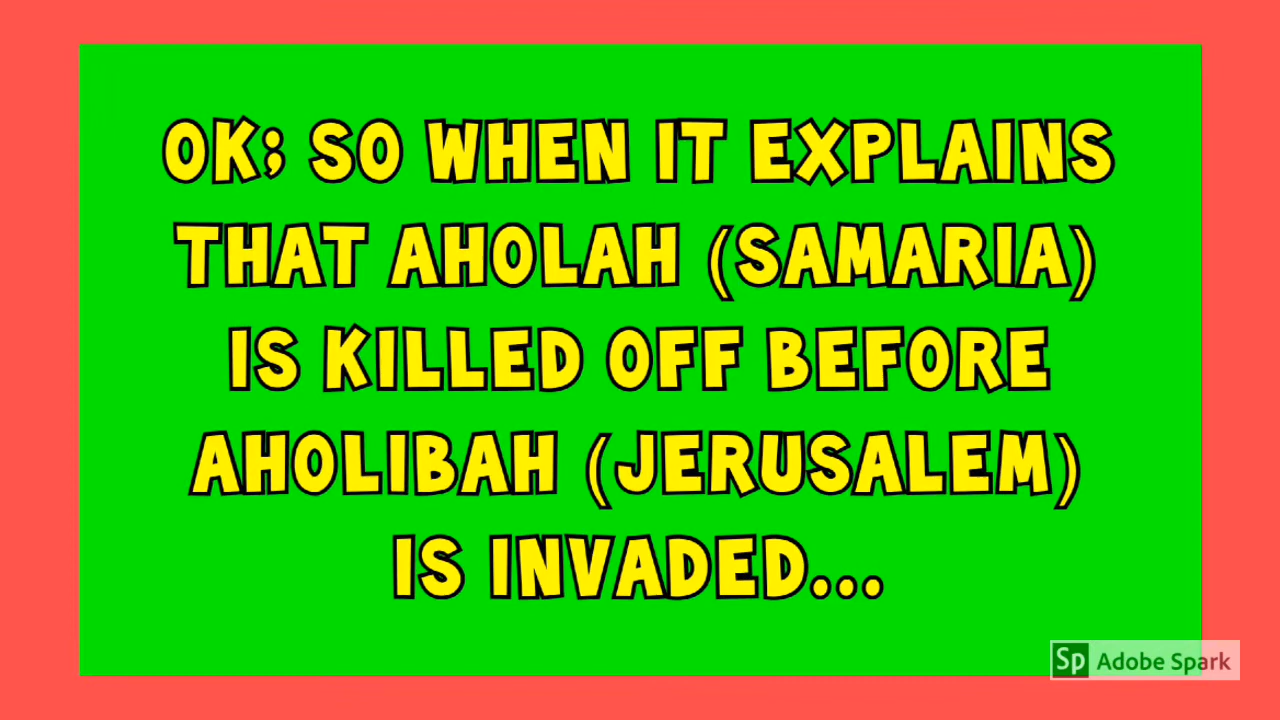 OK; SO WHEN IT EXPLAINS
THAT AHOLAH (SAMARIA)
IS KILLED OFF BEFORE
AHOLIBAH (JERUSALEM)
IS INVADED...
Sp Adobe Spark